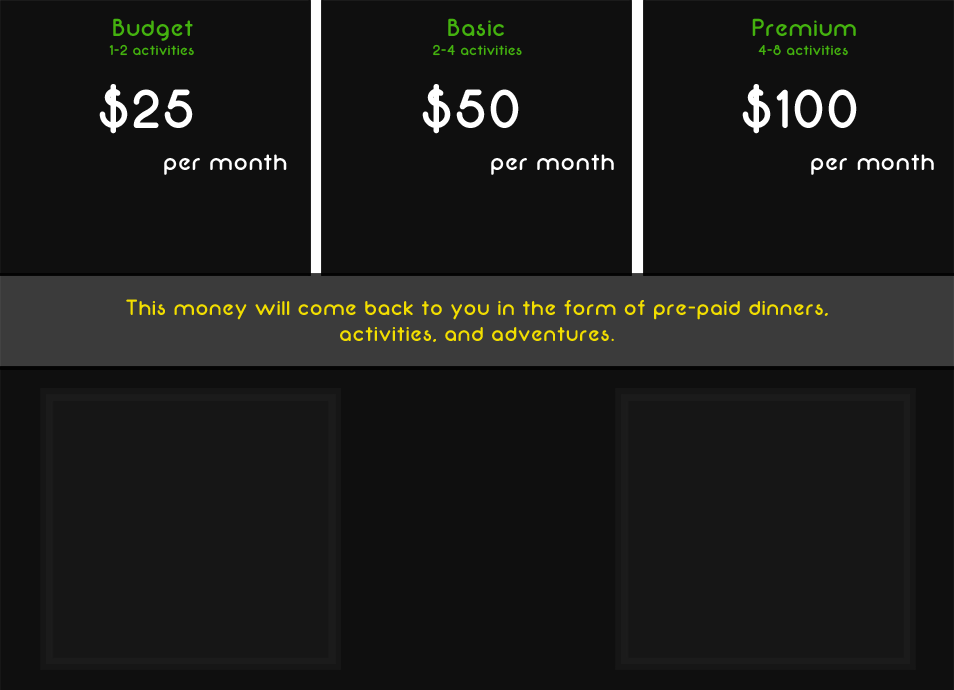 Budget
1-2 activities
$25
per month
Basic
2-4 activities
$50
per month
Premium
4-8 activities
$100
per month
This money will come back to you in the form of pre-paid dinners,
activities, and adventures.